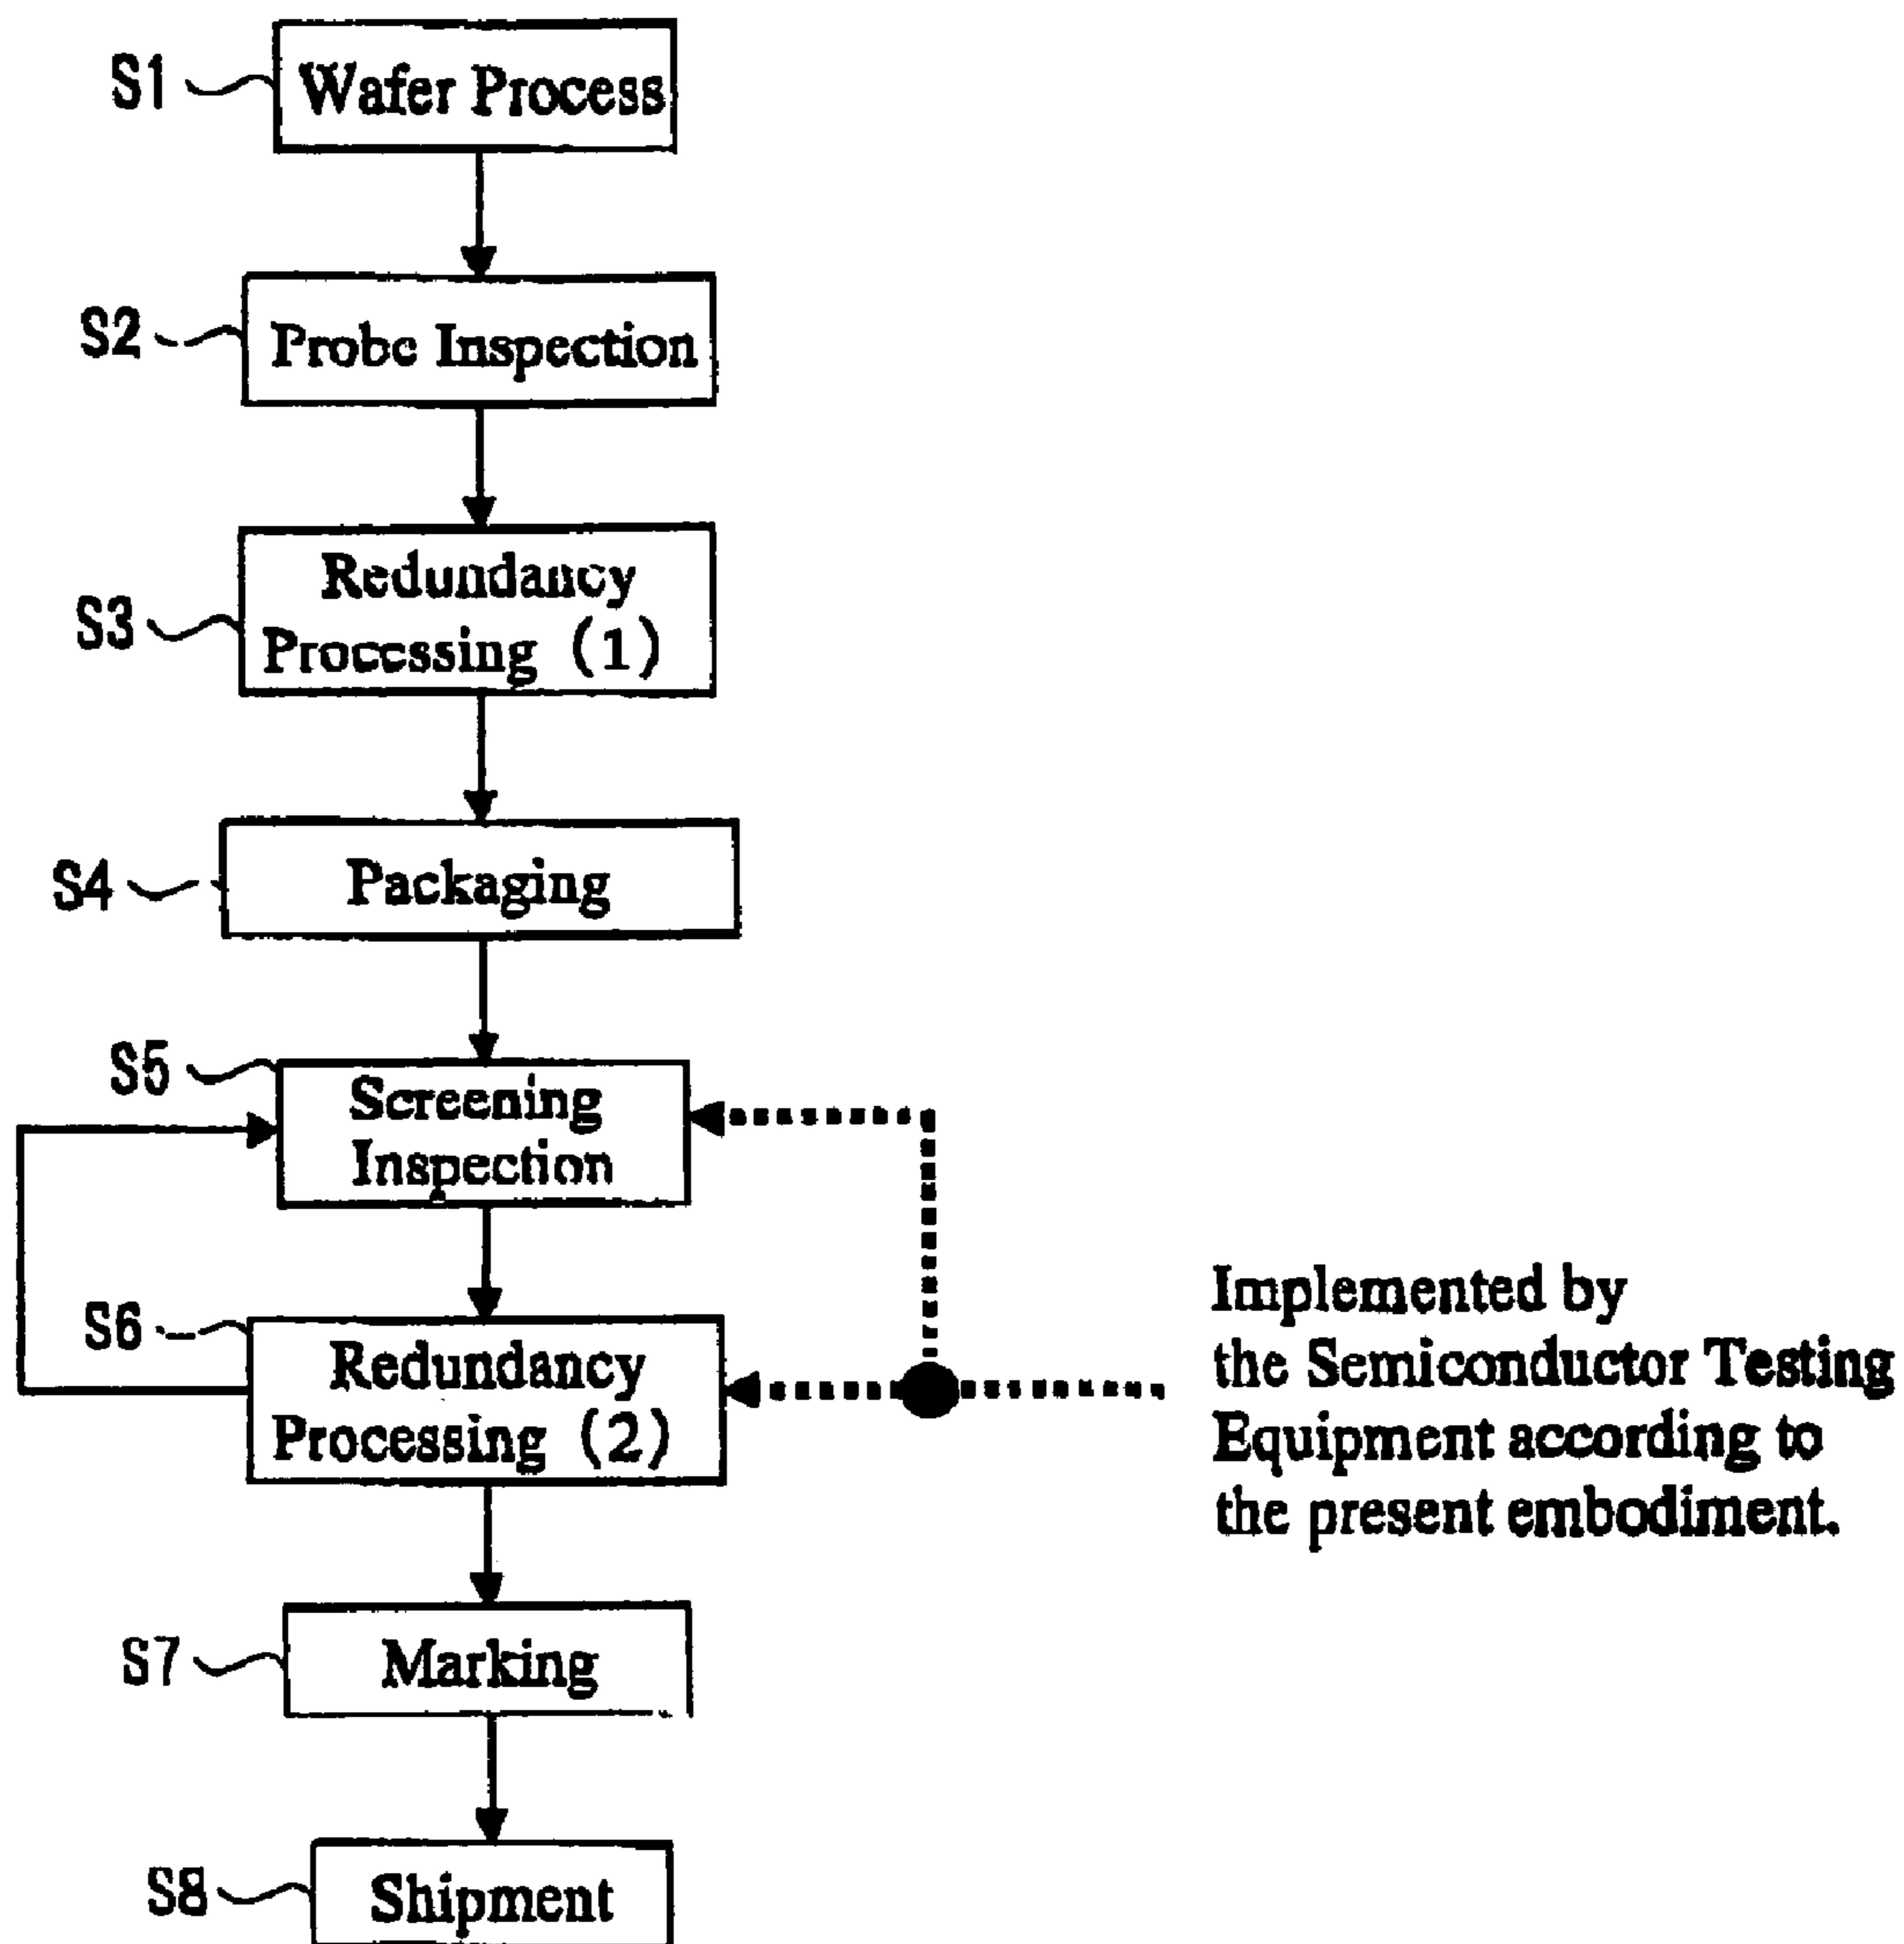 S1
Wafer Process
S2
Probe Inspection
S3
Redundancy
Processing (1)
S4
Packaging
S5
Screening
Inspection
S6
Redundancy
Processing (2)
Implemented by
the Semiconductor Testing
Equipment according to
the present embodiment.
S7
Marking
S8
Shipment